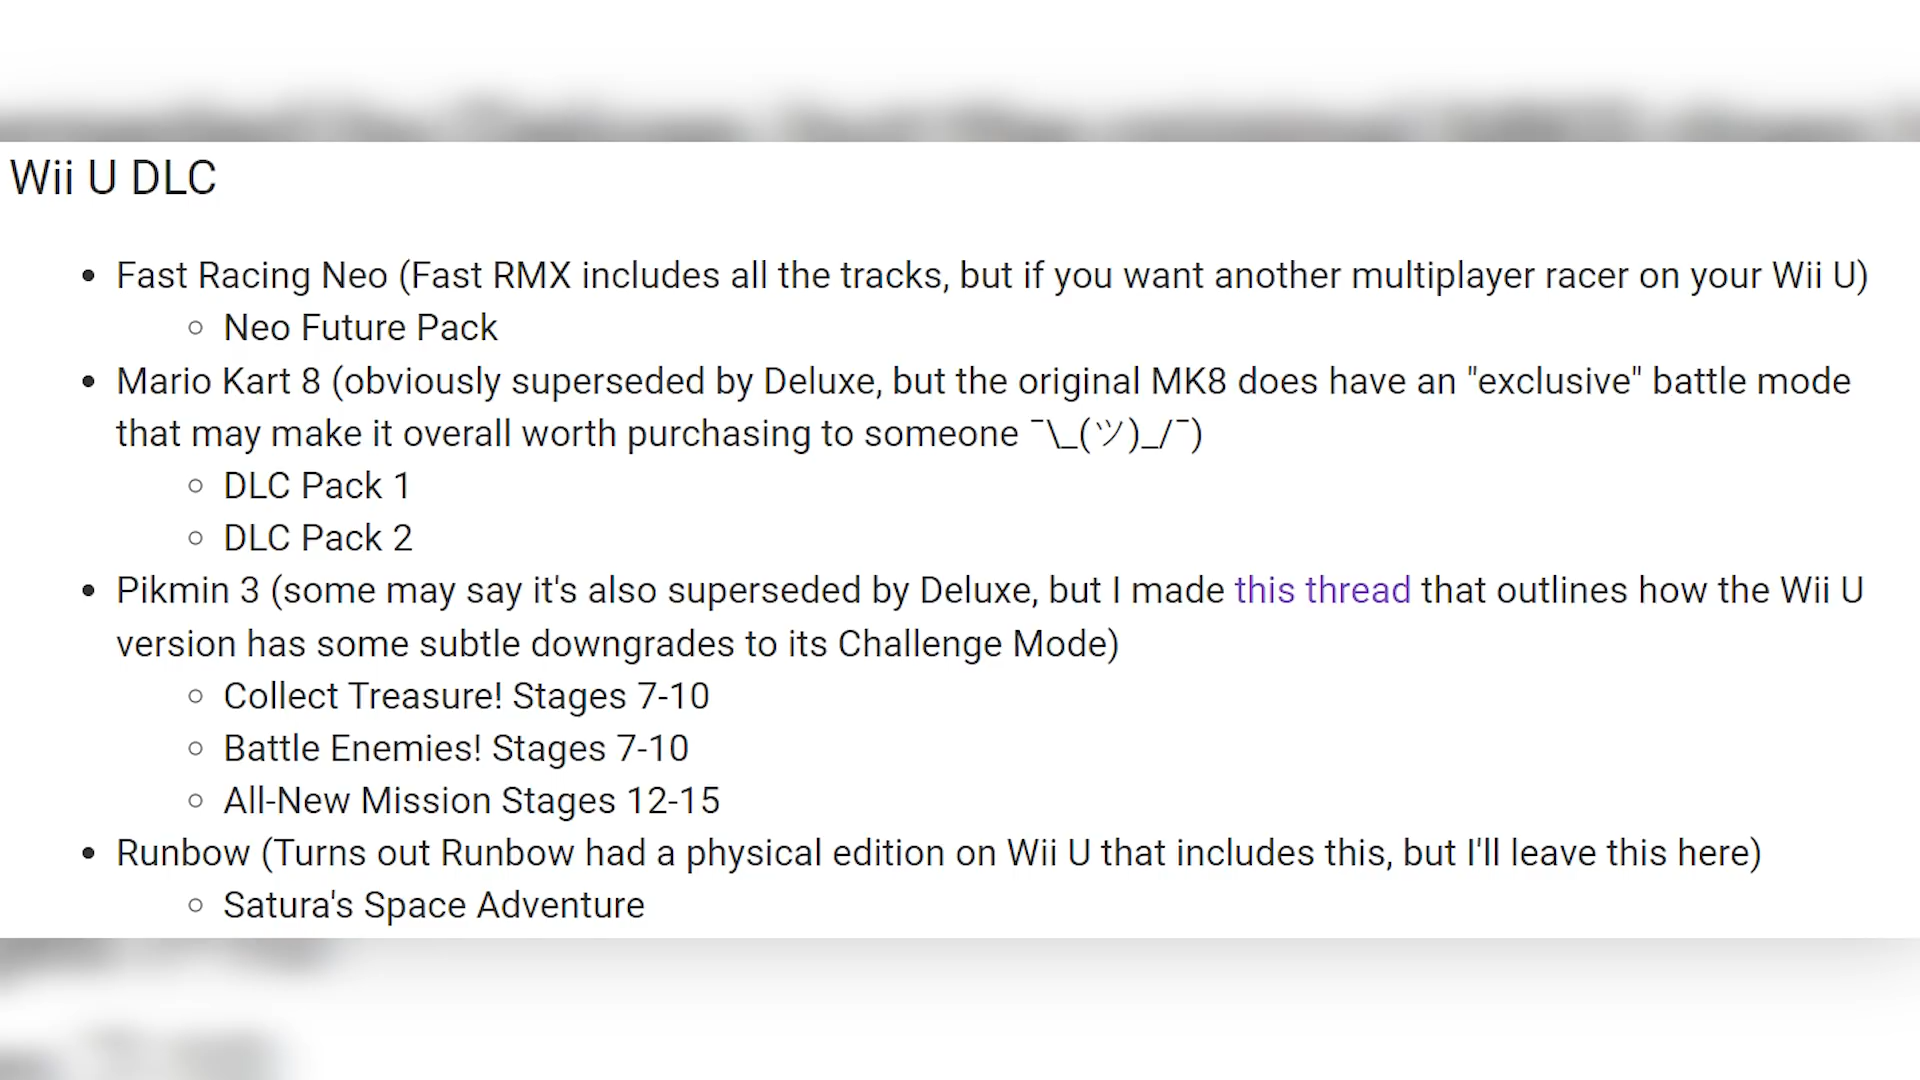 Wii U DLC
Fast Racing Neo (Fast RMX includes all the tracks, but if you want another multiplayer racer on your Wii U)
Neo Future Pack
Mario Kart 8 (obviously superseded by Deluxe, but the original MK8 does have an "exclusive" battle mode
that may make it overall worth purchasing to someone ¯\_(ツ)_/¯)
DLC Pack 1
DLC Pack 2
Pikmin 3 (some may say it's also superseded by Deluxe, but I made this thread that outlines how the Wii U
version has some subtle downgrades to its Challenge Mode)
Collect Treasure! Stages 7-10
Battle Enemies! Stages 7-10
All-New Mission Stages 12-15
Runbow (Turns out Runbow had a physical edition on Wii U that includes this, but I'll leave this here)
Satura's Space Adventure